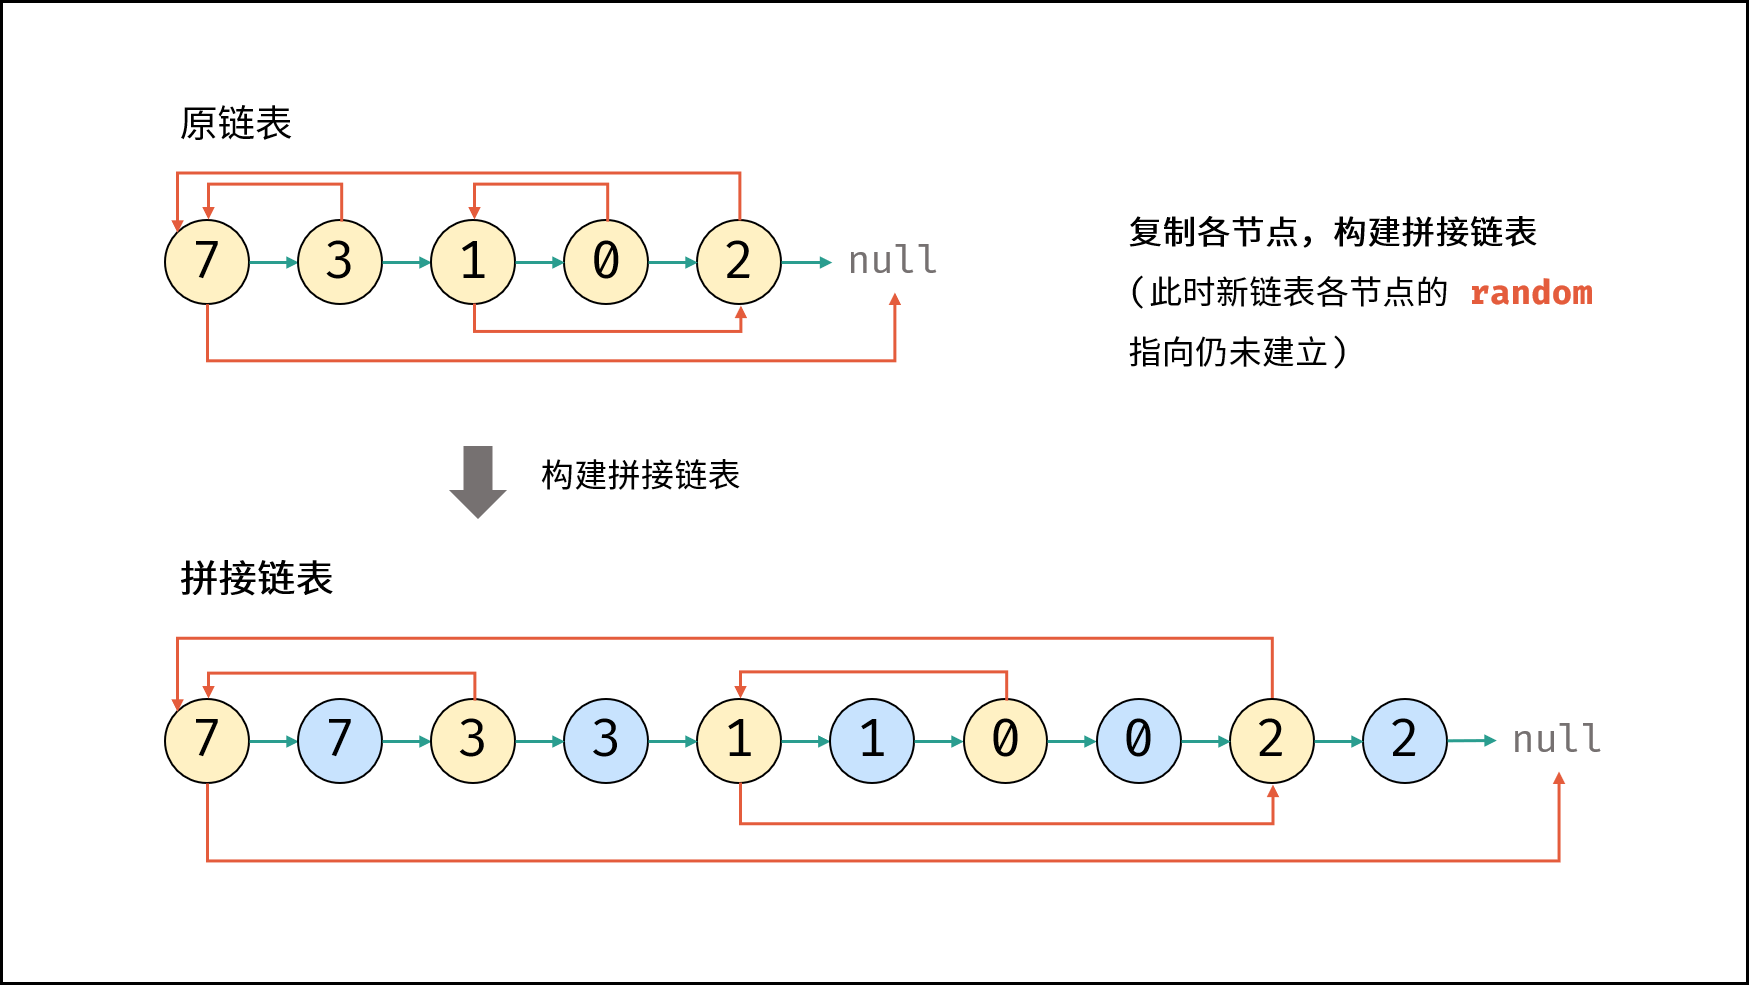 原链表
7 3 1 0 2 null
复制各节点，构建拼接链表
（此时新链表各节点的 random
指向仍未建立）
构建拼接链表
拼接链表
7 7 3 3 1 1 0 0 2 2 null